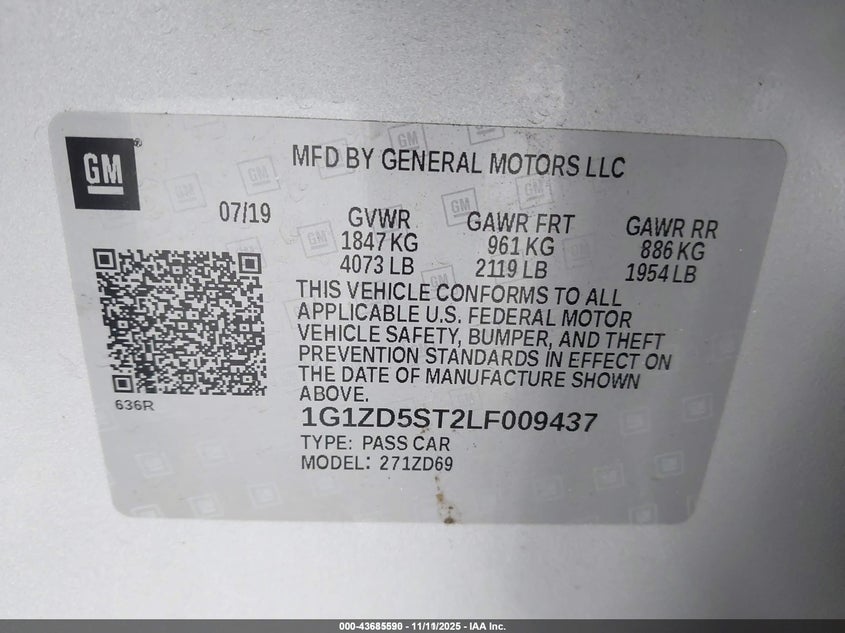 GM
MFD BY GENERAL MOTORS LLC
07/19 GVWR GAWR FRT GAWR RR
1847 KG 961 KG 886 KG
4073 LB 2119 LB 1954 LB
THIS VEHICLE CONFORMS TO ALL
APPLICABLE U.S. FEDERAL MOTOR
VEHICLE SAFETY, BUMPER, AND THEFT
PREVENTION STANDARDS IN EFFECT ON
THE DATE OF MANUFACTURE SHOWN
ABOVE.
636R
1G1ZD5ST2LF009437
TYPE: PASS CAR
MODEL: 271ZD69
000-43685590 - 11/11/2025 - IAA Inc.